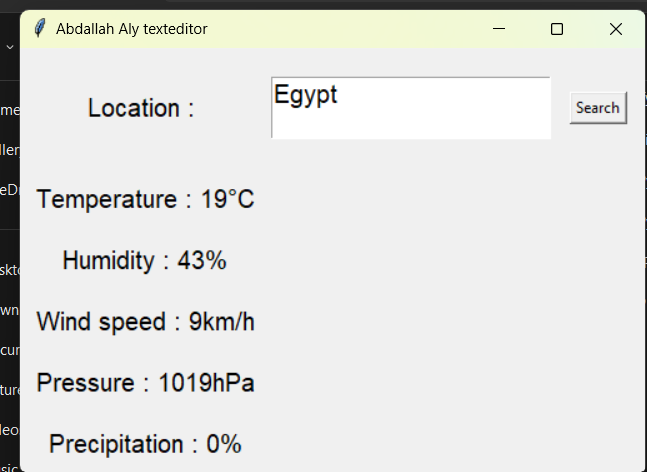 Abdallah Aly texteditor
Location :
Egypt
Search
Temperature : 19°C
Humidity : 43%
Wind speed : 9km/h
Pressure : 1019hPa
Precipitation : 0%